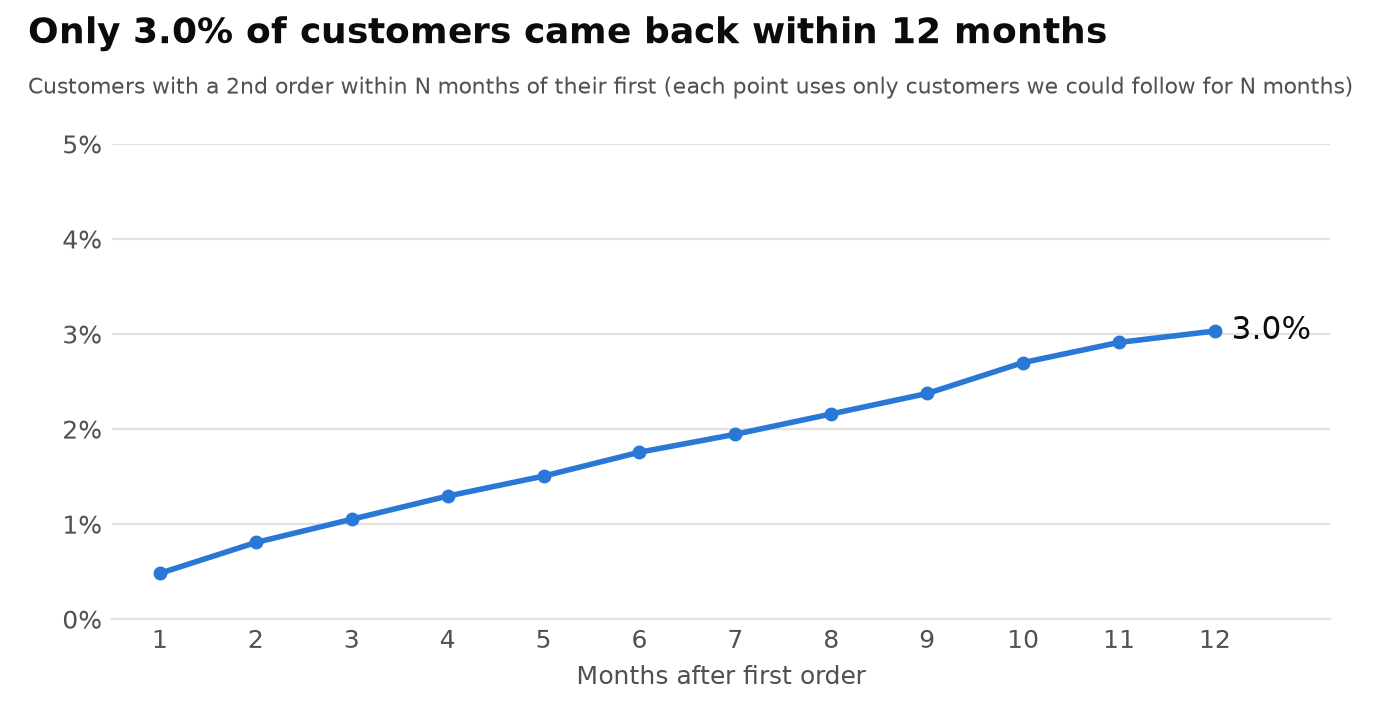 Only 3.0% of customers came back within 12 months
Customers with a 2nd order within N months of their first (each point uses only customers we could follow for N months)
5%
4%
3%
3.0%
2%
1%
0%
1 2 3 4 5 6 7 8 9 10 11 12
Months after first order